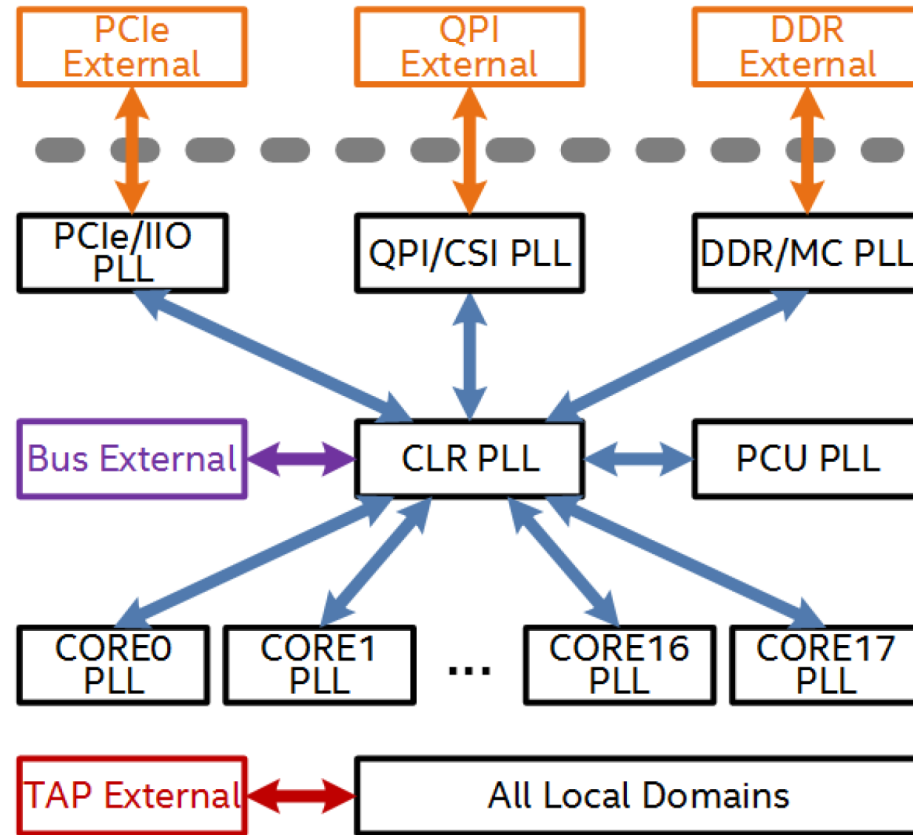 PCIe
External
QPI
External
DDR
External
PCIe/IIO
PLL
QPI/CSI PLL
DDR/MC PLL
Bus External
CLR PLL
PCU PLL
CORE0
PLL
CORE1
PLL
...
CORE16
PLL
CORE17
PLL
TAP External
All Local Domains